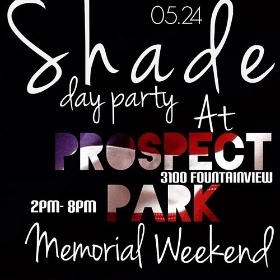 05.24
Shade
day party
At
PROSPECT
3100 FOUNTAINVIEW
2PM- 8PM PARK
Memorial Weekend